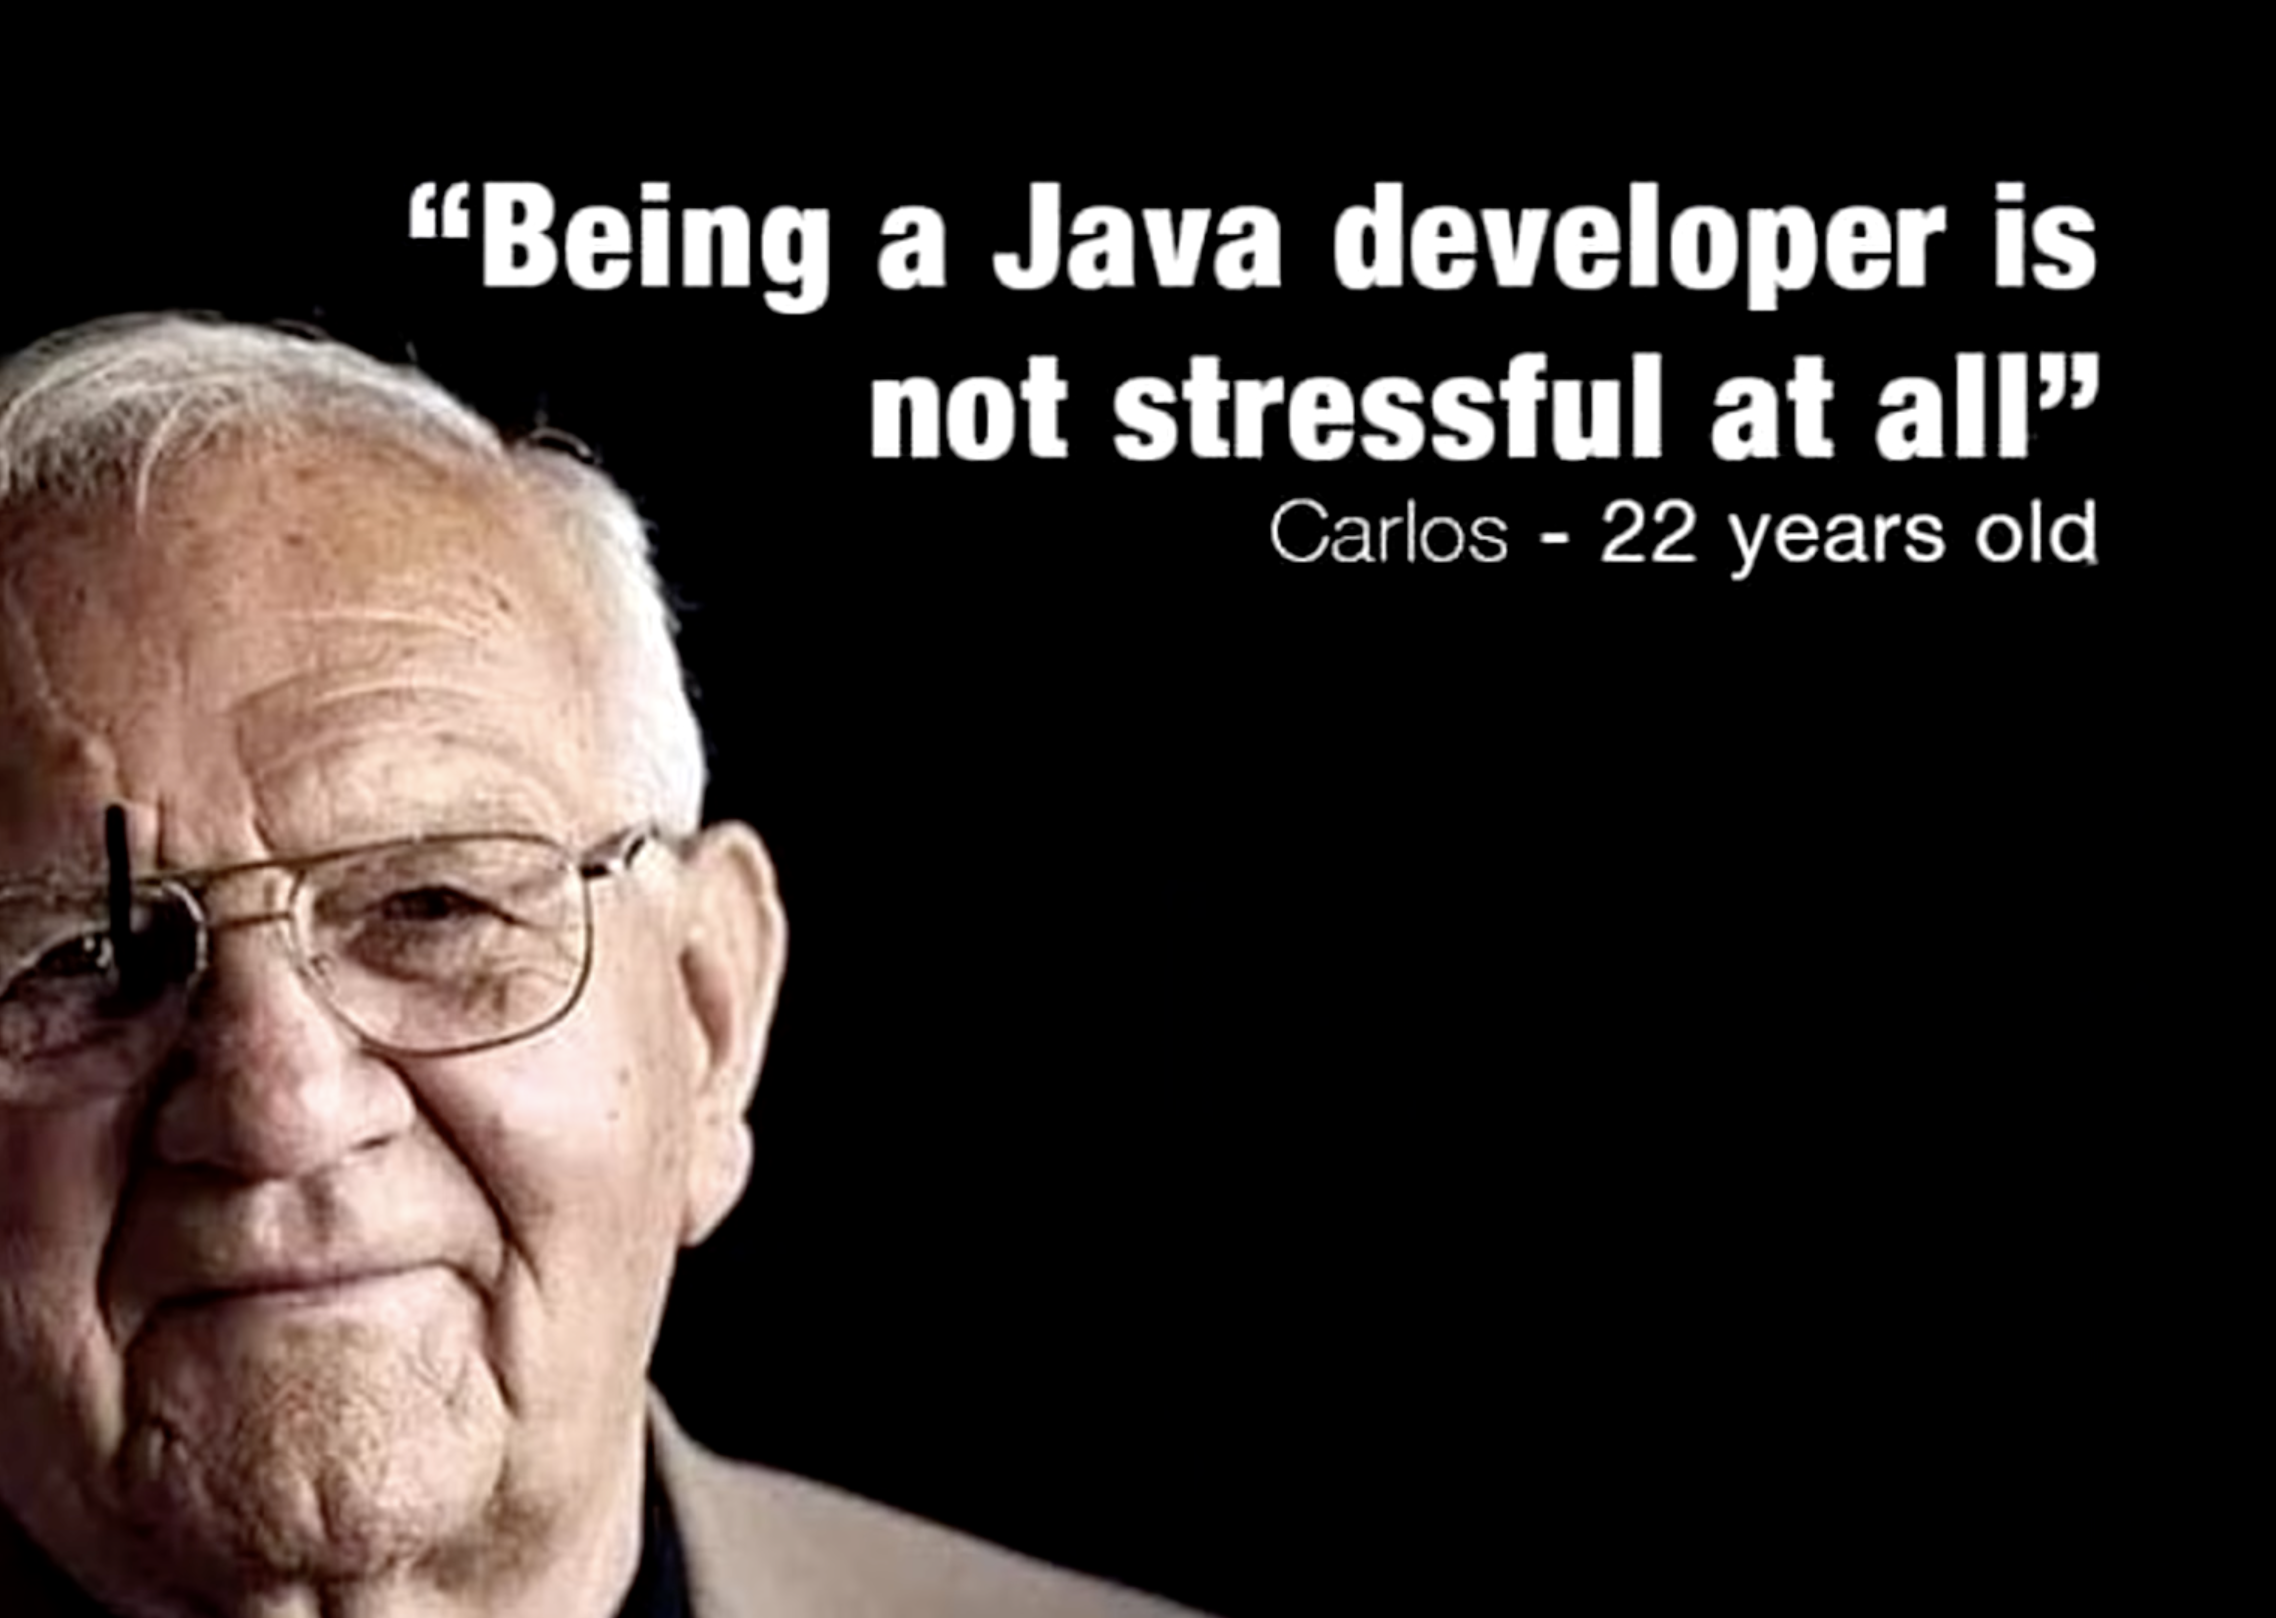 “Being a Java developer is
not stressful at all”
Carlos - 22 years old